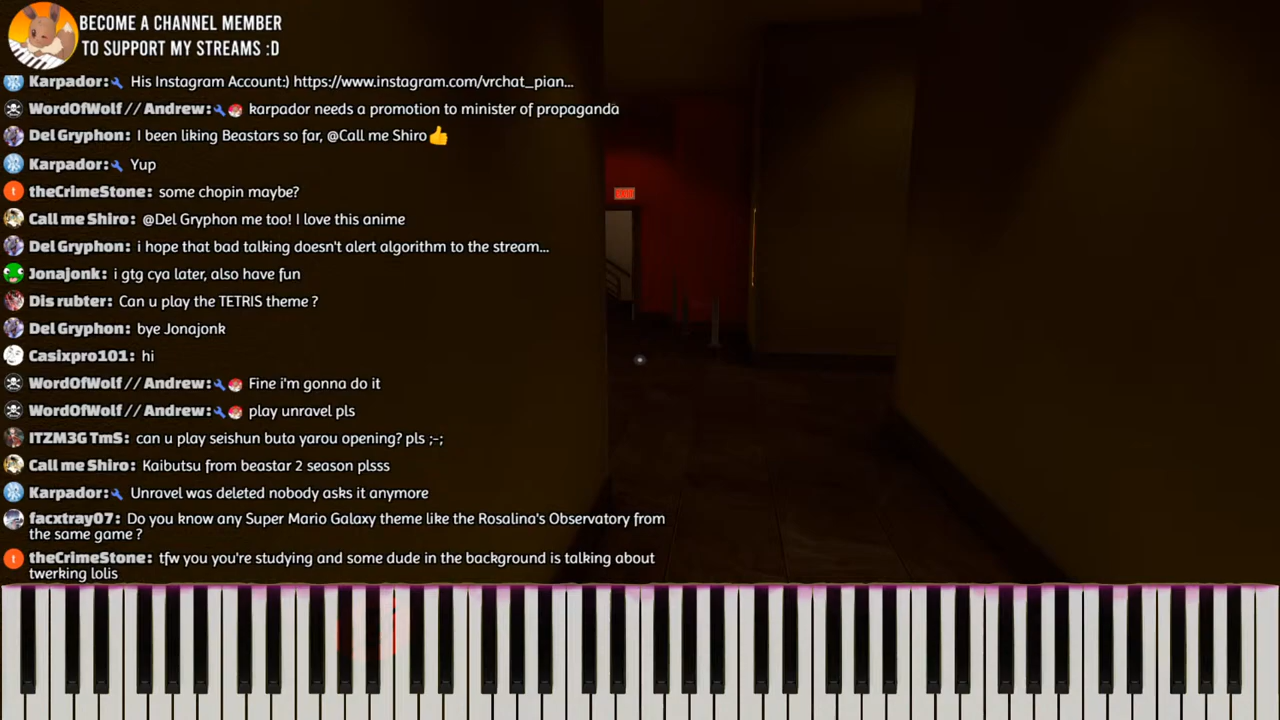 BECOME A CHANNEL MEMBER
TO SUPPORT MY STREAMS :D
Karpador: His Instagram Account:) https://www.instagram.com/vrchat_pian...
WordOfWolf // Andrew: karpador needs a promotion to minister of propaganda
Del Gryphon: I been liking Beastars so far, @Call me Shiro👍
Karpador: Yup
t theCrimeStone: some chopin maybe?
Call me Shiro: @Del Gryphon me too! I love this anime
Del Gryphon: i hope that bad talking doesn't alert algorithm to the stream...
Jonajonk: i gtg cya later, also have fun
Dis rubter: Can u play the TETRIS theme ?
Del Gryphon: bye Jonajonk
Casixpro101: hi
WordOfWolf // Andrew: Fine i'm gonna do it
WordOfWolf // Andrew: play unravel pls
ITZM3G TmS: can u play seishun buta yarou opening? pls ;-;
Call me Shiro: Kaibutsu from beastar 2 season plsss
Karpador: Unravel was deleted nobody asks it anymore
facxtray07: Do you know any Super Mario Galaxy theme like the Rosalina's Observatory from
the same game ?
t theCrimeStone: tfw you you're studying and some dude in the background is talking about
twerking lolis